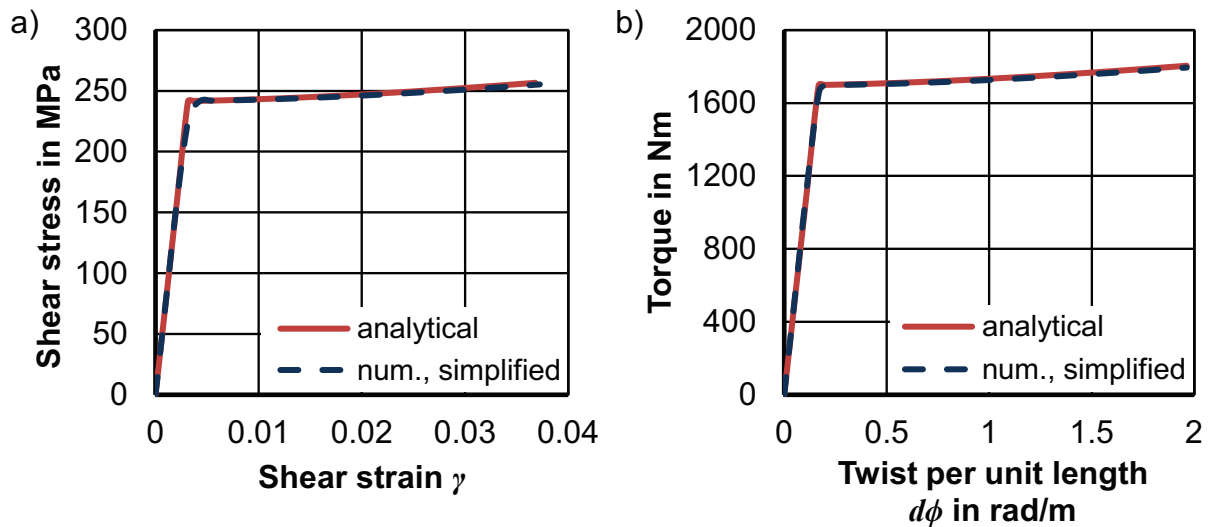 a)
Shear stress in MPa
300
250
200
150
100
50
0
0 0.01 0.02 0.03 0.04
Shear strain γ
analytical
num., simplified
b)
Torque in Nm
2000
1600
1200
800
400
0
0 0.5 1 1.5 2
Twist per unit length
dϕ in rad/m
analytical
num., simplified